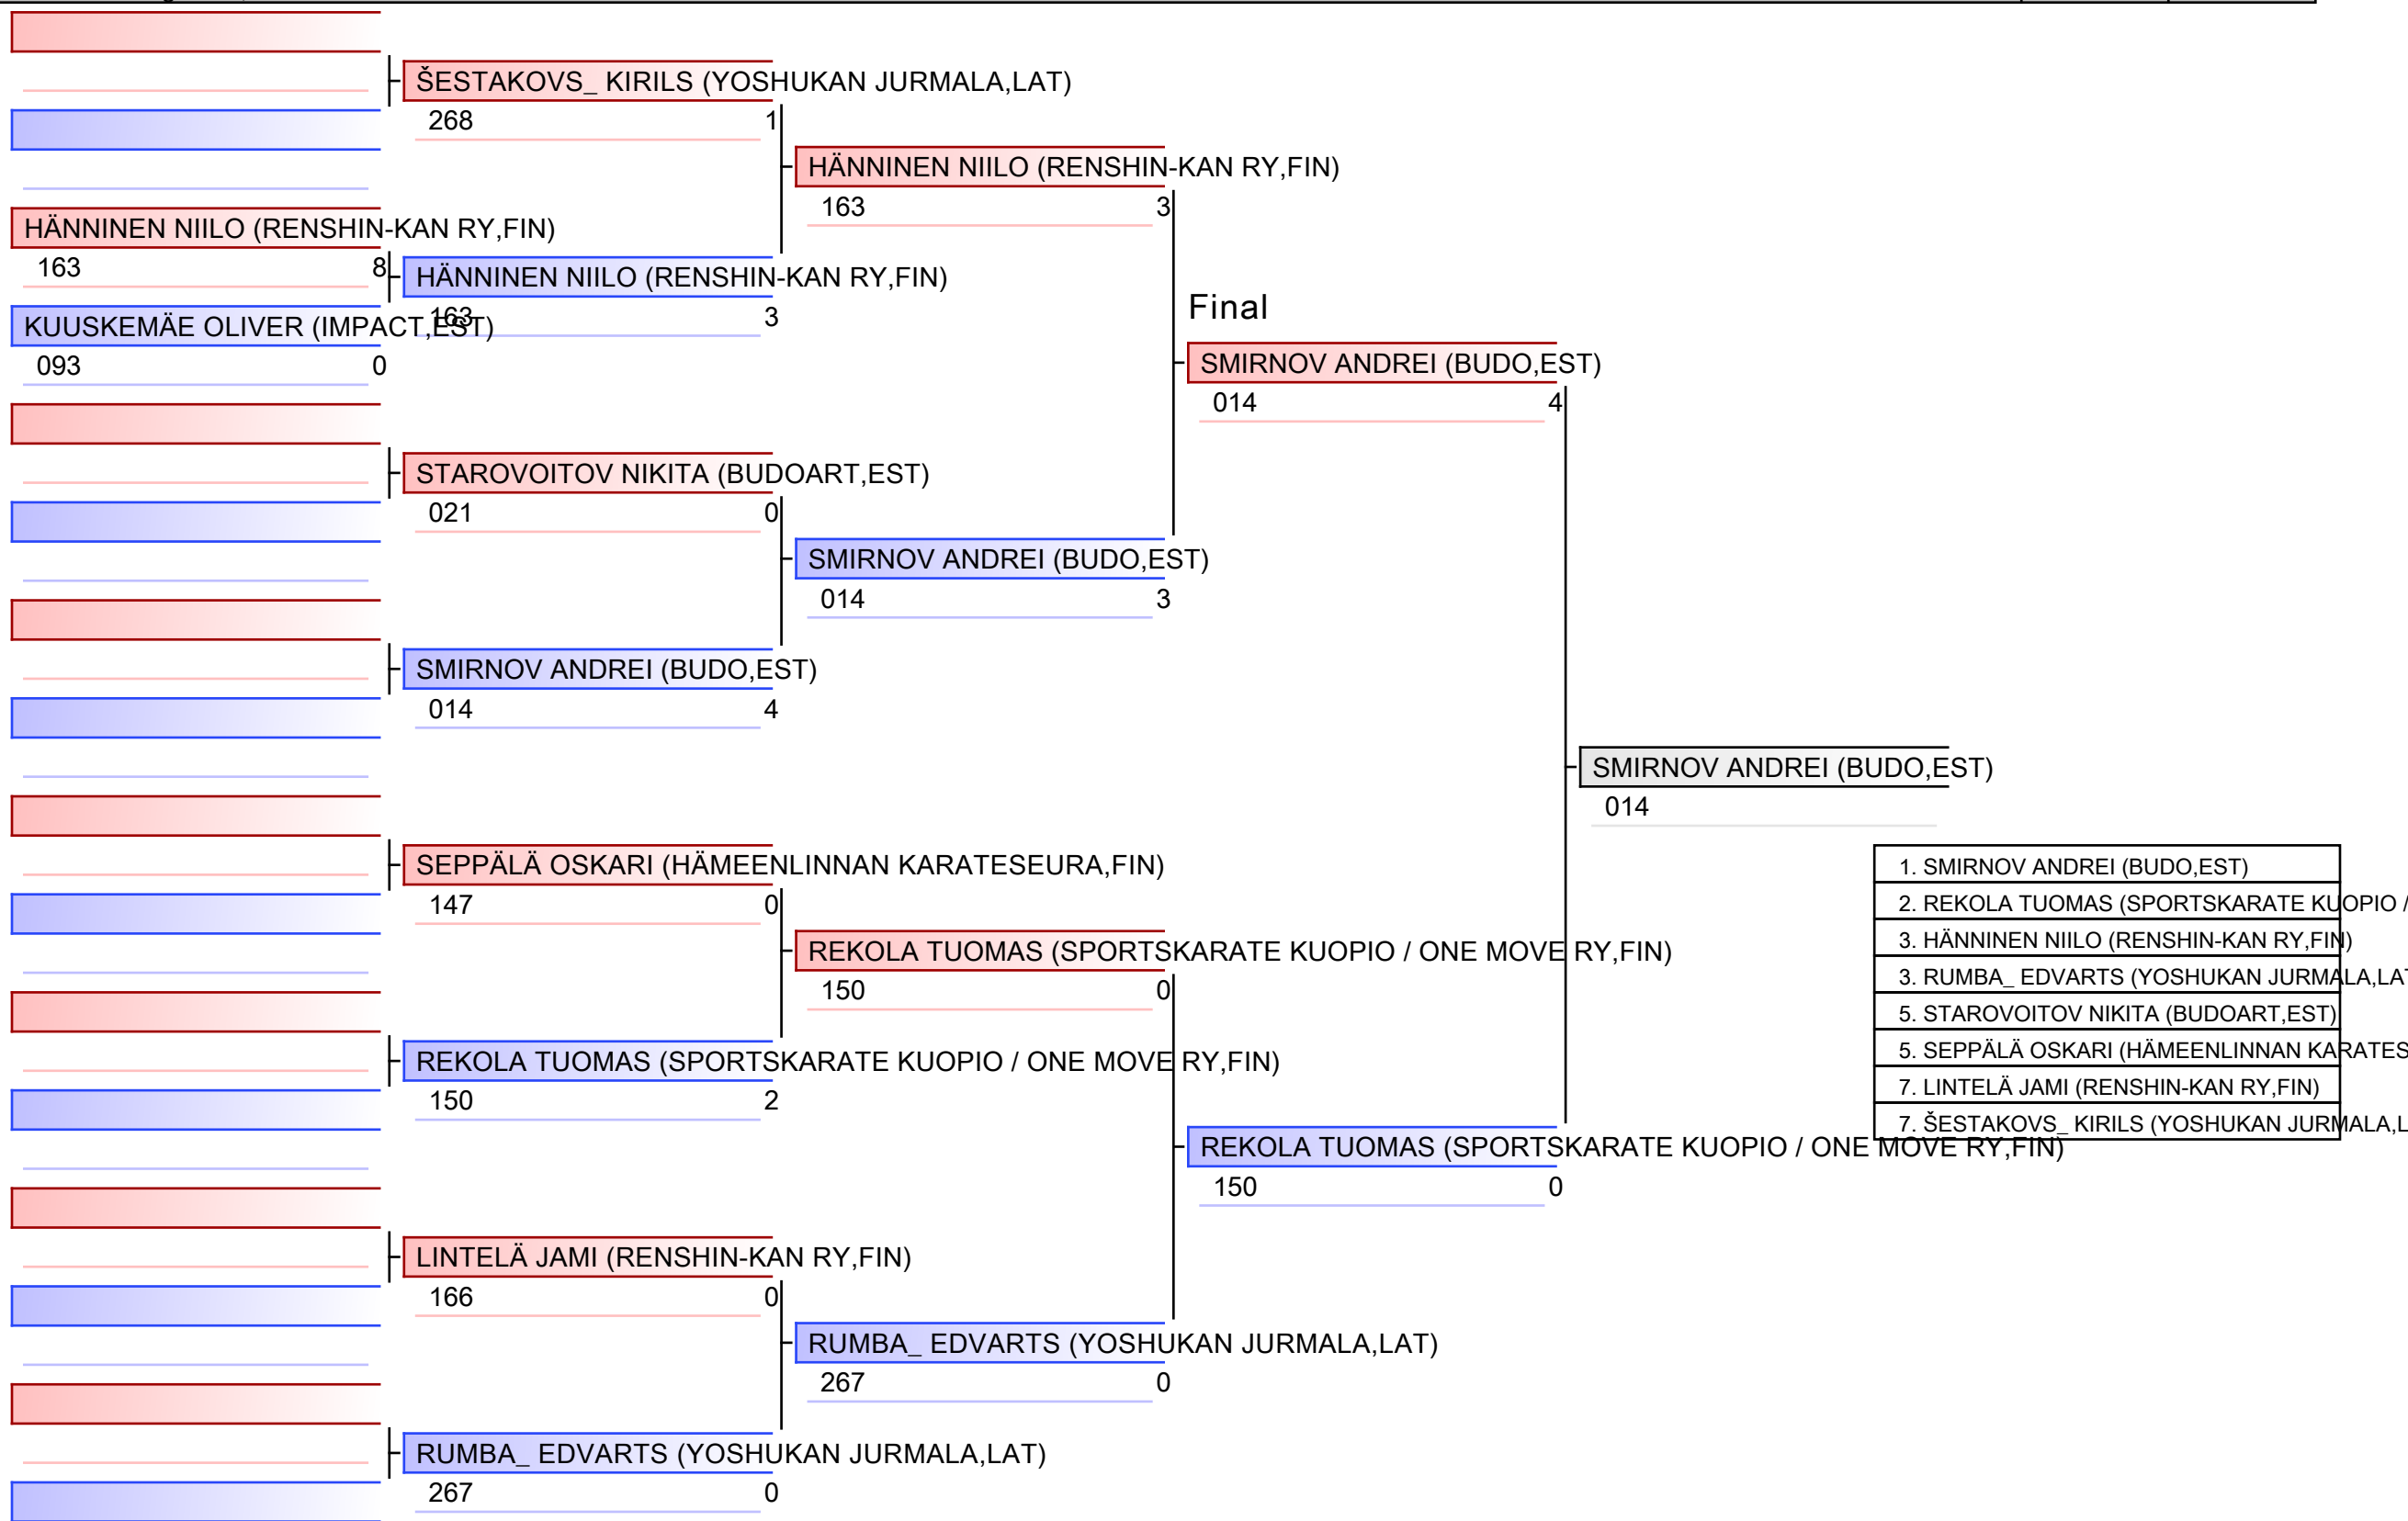 ŠESTAKOVS_ KIRILS (YOSHUKAN JURMALA,LAT)
268 1
HÄNNINEN NIILO (RENSHIN-KAN RY,FIN)
163 3
HÄNNINEN NIILO (RENSHIN-KAN RY,FIN)
163 8
HÄNNINEN NIILO (RENSHIN-KAN RY,FIN)
163 3
KUUSKEMÄE OLIVER (IMPACT,EST)
093 0
Final
SMIRNOV ANDREI (BUDO,EST)
014 4
STAROVOITOV NIKITA (BUDOART,EST)
021 0
SMIRNOV ANDREI (BUDO,EST)
014 3
SMIRNOV ANDREI (BUDO,EST)
014 4
SMIRNOV ANDREI (BUDO,EST)
014
SEPPÄLÄ OSKARI (HÄMEENLINNAN KARATESEURA,FIN)
147 0
REKOLA TUOMAS (SPORTSKARATE KUOPIO / ONE MOVE RY,FIN)
150 0
REKOLA TUOMAS (SPORTSKARATE KUOPIO / ONE MOVE RY,FIN)
150 2
REKOLA TUOMAS (SPORTSKARATE KUOPIO / ONE MOVE RY,FIN)
150 0
LINTELÄ JAMI (RENSHIN-KAN RY,FIN)
166 0
RUMBA_ EDVARTS (YOSHUKAN JURMALA,LAT)
267 0
RUMBA_ EDVARTS (YOSHUKAN JURMALA,LAT)
267 0
1. SMIRNOV ANDREI (BUDO,EST)
2. REKOLA TUOMAS (SPORTSKARATE KUOPIO /
3. HÄNNINEN NIILO (RENSHIN-KAN RY,FIN)
3. RUMBA_ EDVARTS (YOSHUKAN JURMALA,LAT
5. STAROVOITOV NIKITA (BUDOART,EST)
5. SEPPÄLÄ OSKARI (HÄMEENLINNAN KARATES
7. LINTELÄ JAMI (RENSHIN-KAN RY,FIN)
7. ŠESTAKOVS_ KIRILS (YOSHUKAN JURMALA,L